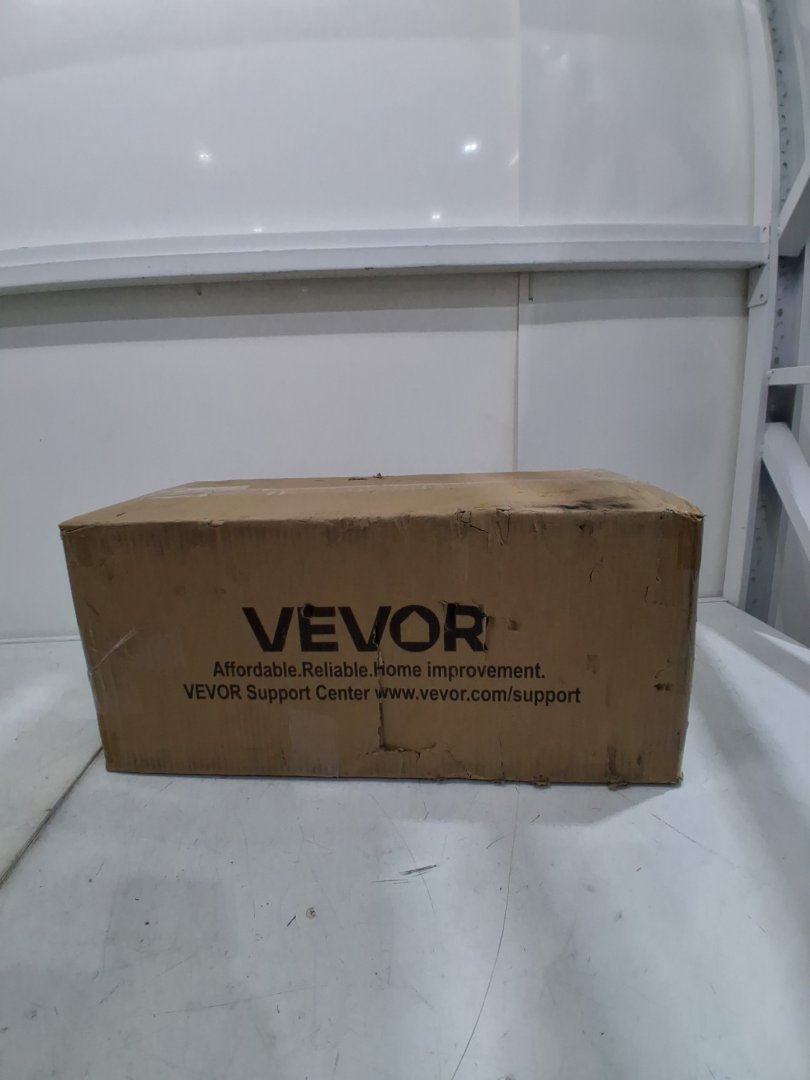 VEVOR
Affordable.Reliable.Home improvement.
VEVOR Support Center www.vevor.com/support